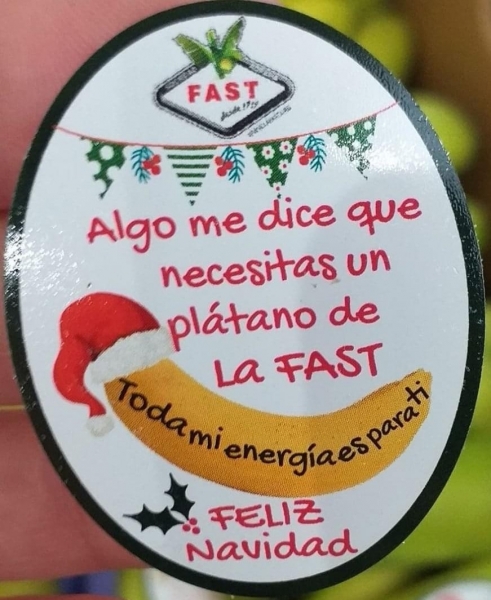 FAST
Algo me dice que
necesitas un
plátano de
La FAST
Toda mi energía es para ti
FELIZ
Navidad